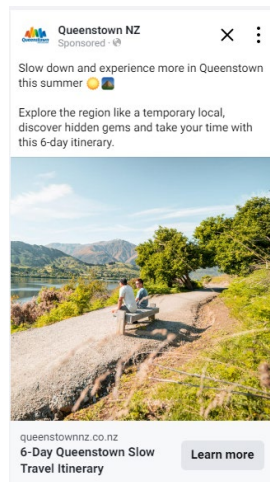 Queenstown NZ
Sponsored ·
Slow down and experience more in Queenstown
this summer
Explore the region like a temporary local,
discover hidden gems and take your time with
this 6-day itinerary.
queenstownnz.co.nz
6-Day Queenstown Slow
Travel Itinerary
Learn more